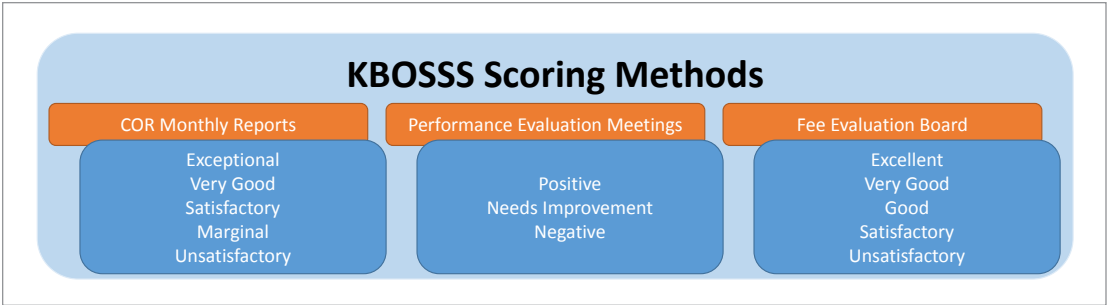 KBOSSS Scoring Methods
COR Monthly Reports
Exceptional
Very Good
Satisfactory
Marginal
Unsatisfactory
Performance Evaluation Meetings
Positive
Needs Improvement
Negative
Fee Evaluation Board
Excellent
Very Good
Good
Satisfactory
Unsatisfactory